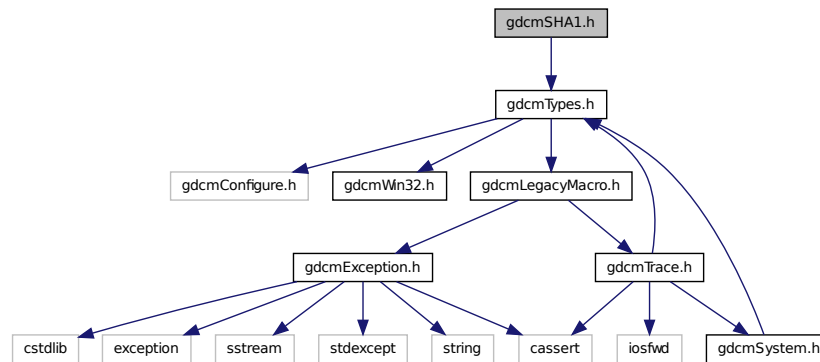 gdcmSHA1.h
gdcmTypes.h
gdcmConfigure.h
gdcmWin32.h
gdcmLegacyMacro.h
gdcmException.h
gdcmTrace.h
cstdlib
exception
sstream
stdexcept
string
cassert
iosfwd
gdcmSystem.h